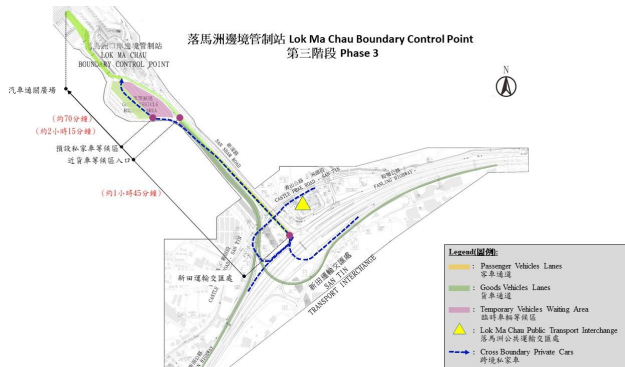 落馬洲邊境管制站 Lok Ma Chau Boundary Control Point
第三階段 Phase 3
LOK MA CHAU
BOUNDARY CONTROL POINT
N
汽車通關廣場
(約70分鐘)
(約2小時15分鐘)
預設私家車等候區
近貨車等候區入口
(約1小時45分鐘)
新田運輸交匯處
SAN SHAM ROAD
CASTLE PEAK ROAD - SAN TIN
FANLING HIGHWAY
新田運輸交匯處
SAN TIN
TRANSPORT INTERCHANGE
Legend(圖例):
: Passenger Vehicles Lanes
家車通道
: Goods Vehicles Lanes
貨車通道
: Temporary Vehicles Waiting Area
臨時車輛等候區
: Lok Ma Chau Public Transport Interchange
落馬洲公共運輸交匯處
: Cross Boundary Private Cars
跨境私家車